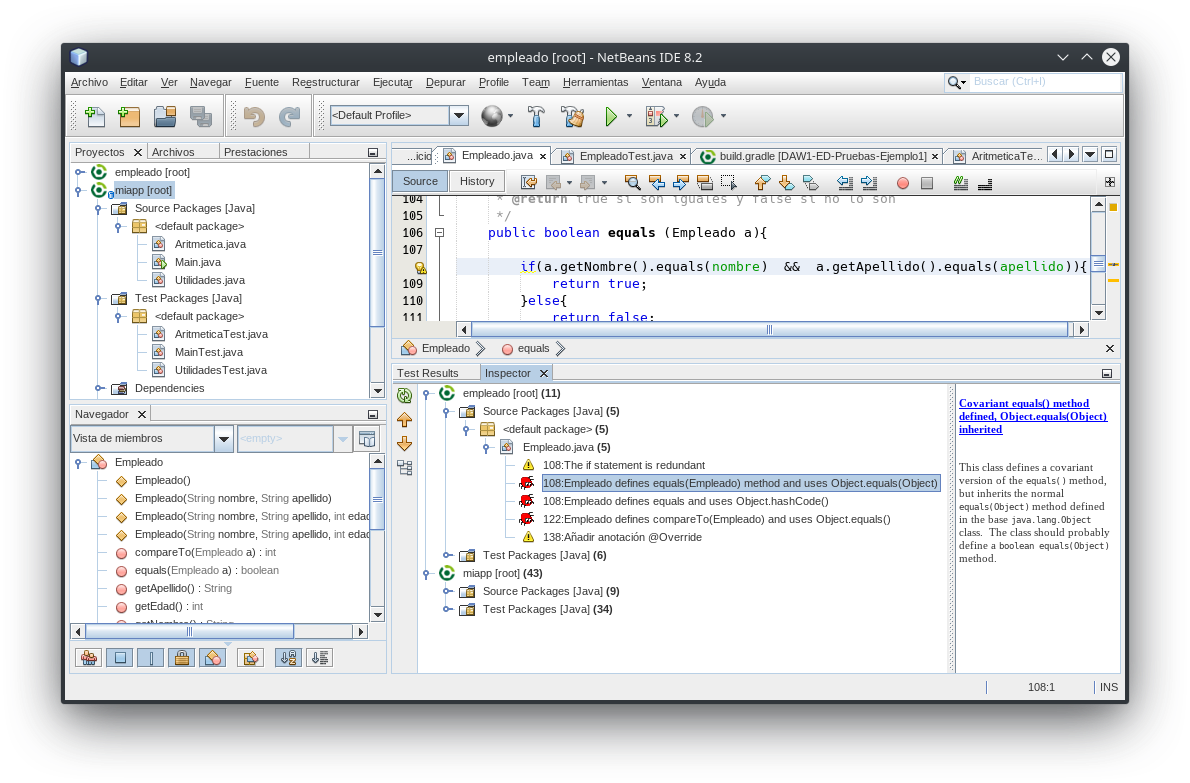 empleado [root] - NetBeans IDE 8.2
Archivo Editar Ver Navegar Fuente Reestructurar Ejecutar Depurar Profile Team Herramientas Ventana Ayuda
Buscar (Ctrl+I)
<Default Profile>
Proyectos Archivos Prestaciones
empleado [root]
miapp [root]
Source Packages [Java]
<default package>
Aritmetica.java
Main.java
Utilidades.java
Test Packages [Java]
<default package>
AritmeticaTest.java
MainTest.java
UtilidadesTest.java
Dependencies
Navegador
Vista de miembros <empty>
Empleado
Empleado()
Empleado(String nombre, String apellido)
Empleado(String nombre, String apellido, int edad
Empleado(String nombre, String apellido, int edad
compareTo(Empleado a) : int
equals(Empleado a) : boolean
getApellido() : String
getEdad() : int
getNombre() : String
...icio Empleado.java EmpleadoTest.java build.gradle [DAW1-ED-Pruebas-Ejemplo1] AritmeticaTe...
Source History
104 * @return true si son iguales y false si no lo son
105 */
106 public boolean equals (Empleado a){
107
if(a.getNombre().equals(nombre) && a.getApellido().equals(apellido)){
109 return true;
110 }else{
111 return false;
Empleado equals
Test Results Inspector
empleado [root] (11)
Source Packages [Java] (5)
<default package> (5)
Empleado.java (5)
108:The if statement is redundant
108:Empleado defines equals(Empleado) method and uses Object.equals(Object)
108:Empleado defines equals and uses Object.hashCode()
122:Empleado defines compareTo(Empleado) and uses Object.equals()
138:Añadir anotación @Override
Test Packages [Java] (6)
miapp [root] (43)
Source Packages [Java] (9)
Test Packages [Java] (34)
Covariant equals() method
defined, Object.equals(Object)
inherited
This class defines a covariant
version of the equals() method,
but inherits the normal
equals(Object) method defined
in the base java.lang.Object
class. The class should probably
define a boolean equals(Object)
method.
108:1 INS